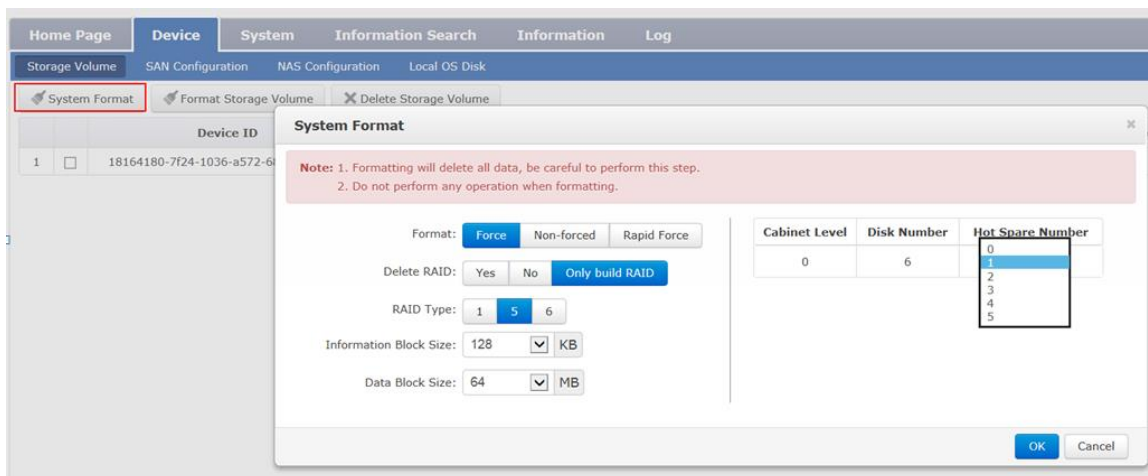 Home Page Device System Information Search Information Log
Storage Volume SAN Configuration NAS Configuration Local OS Disk
System Format Format Storage Volume Delete Storage Volume
Device ID
1 18164180-7f24-1036-a572-6
System Format
Note: 1. Formatting will delete all data, be careful to perform this step.
2. Do not perform any operation when formatting.
Format: Force Non-forced Rapid Force
Delete RAID: Yes No Only build RAID
RAID Type: 1 5 6
Information Block Size: 128 KB
Data Block Size: 64 MB
Cabinet Level Disk Number Hot Spare Number
0 6
0
1
2
3
4
5
OK Cancel